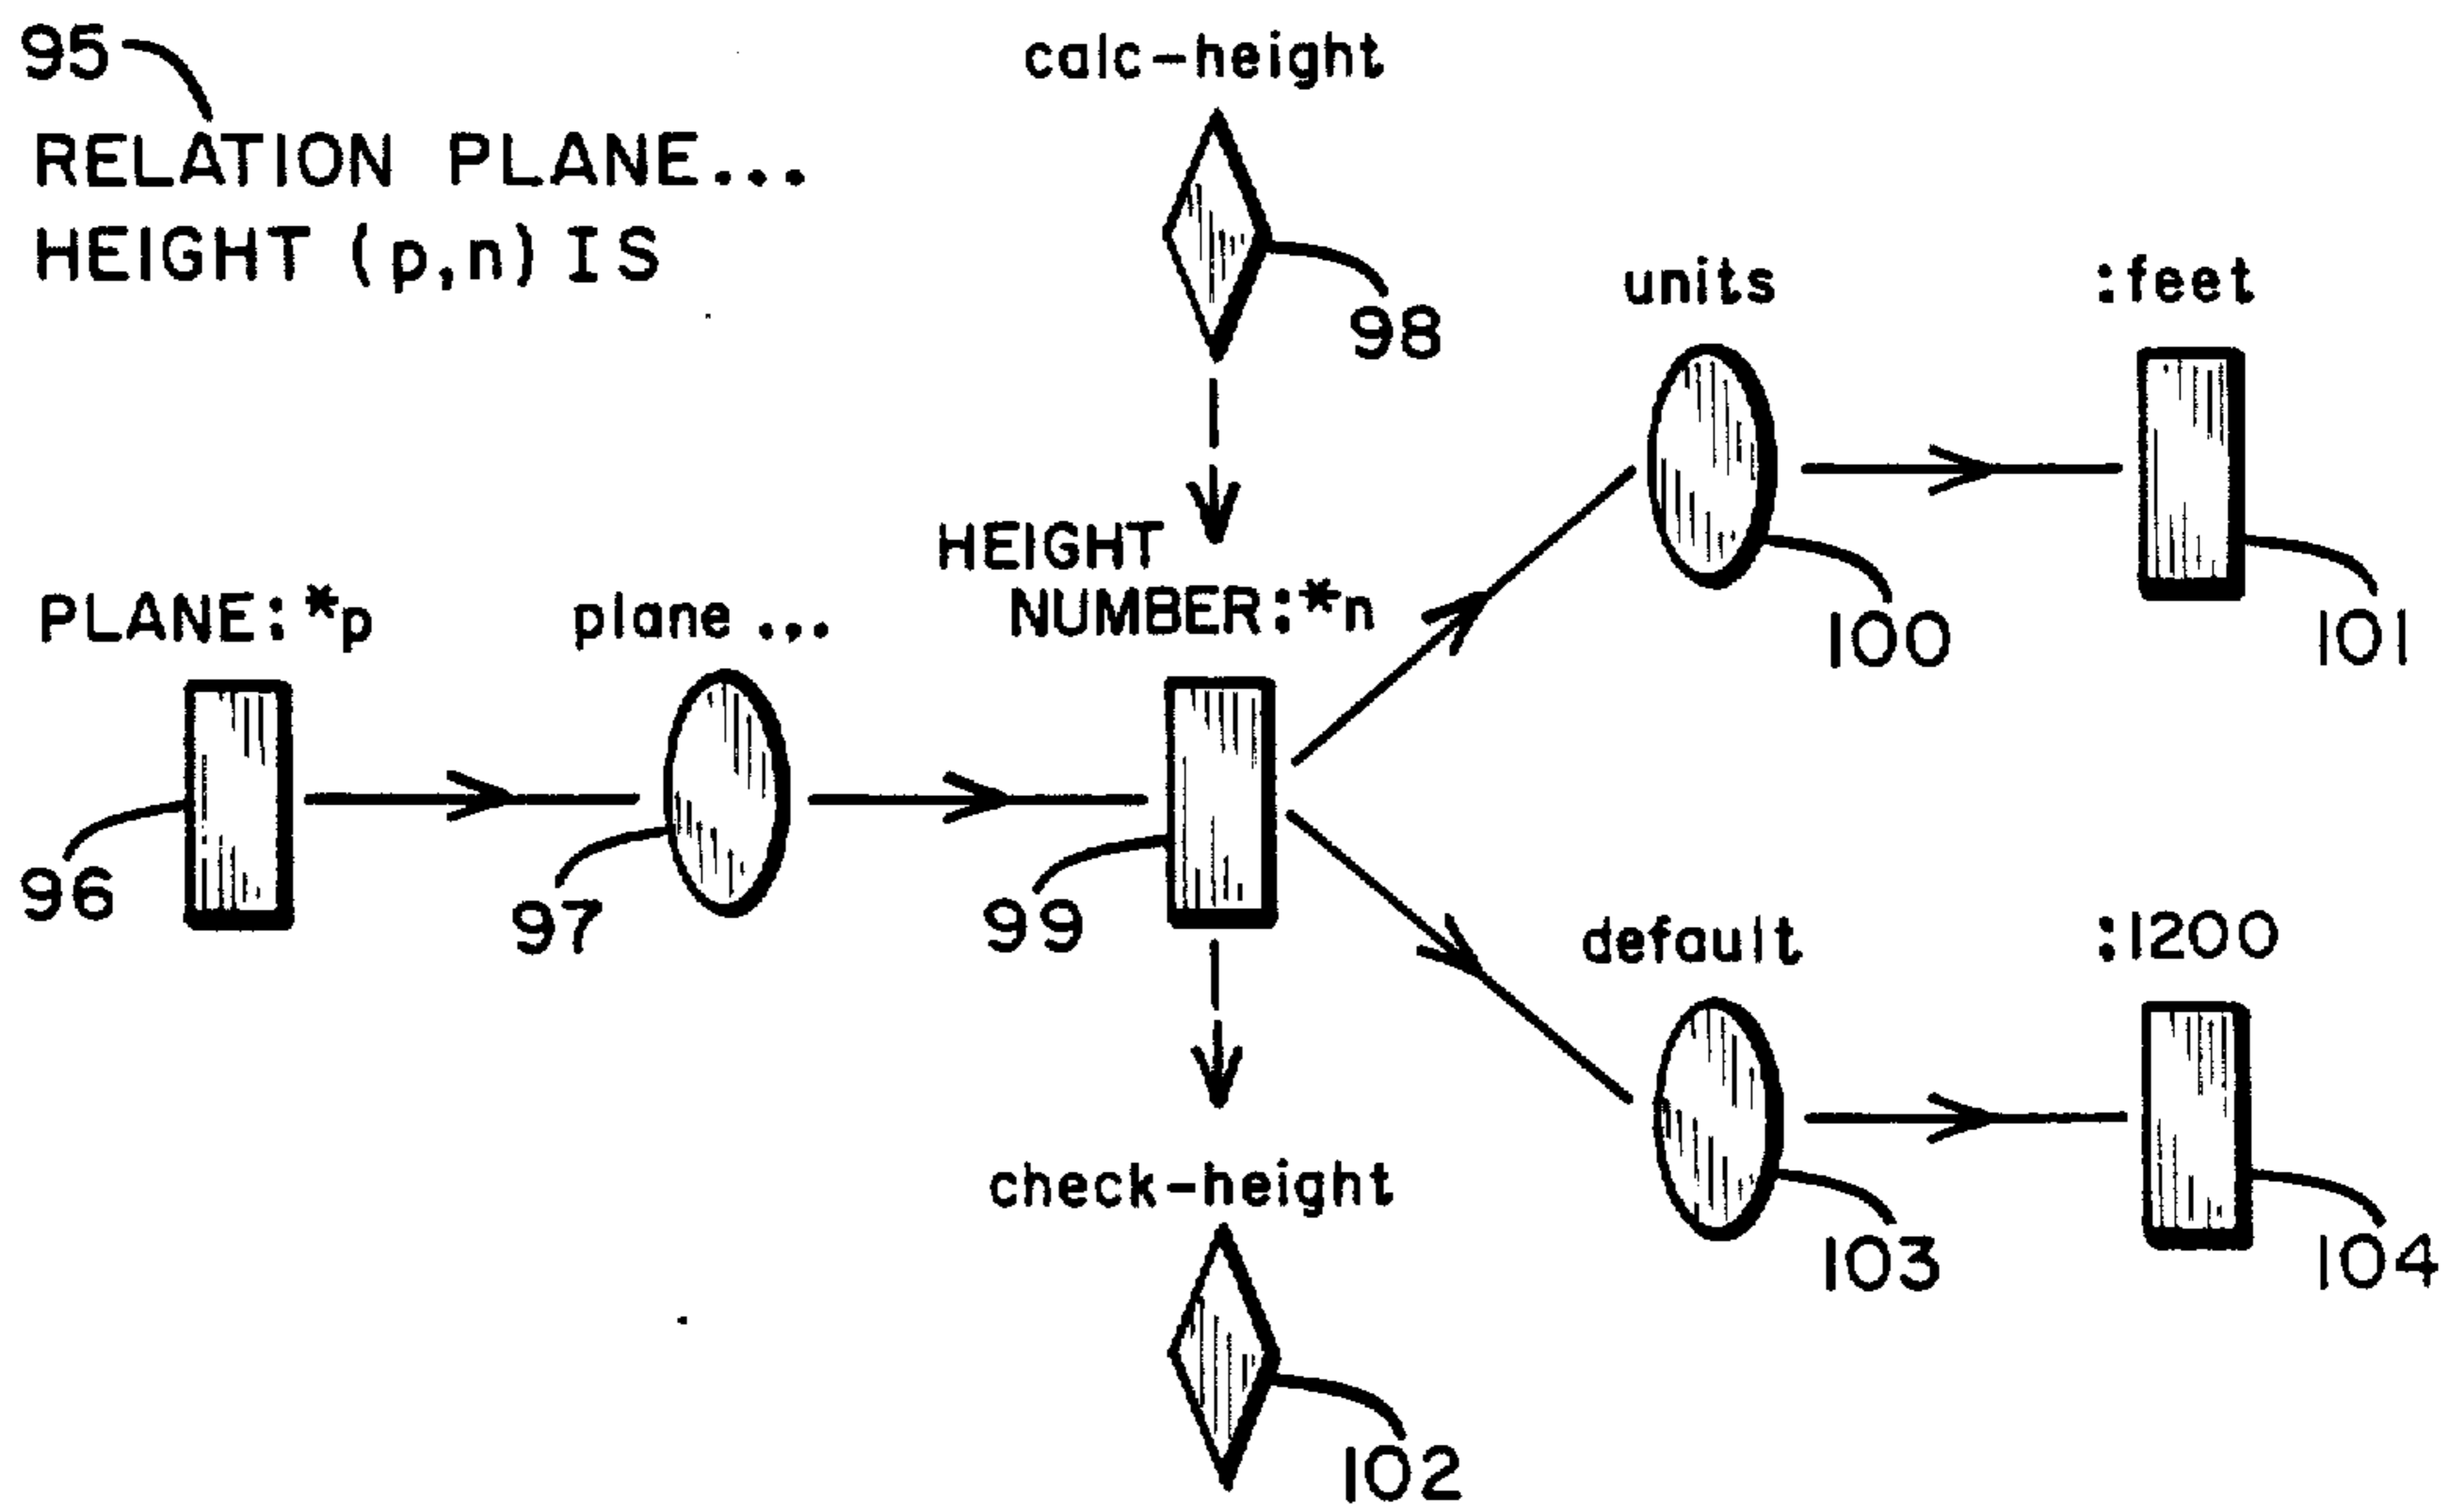 95
RELATION PLANE...
HEIGHT (p,n) IS
calc-height
98
units
:feet
100
101
HEIGHT
NUMBER:*n
PLANE:*p
plane ...
96
97
99
default
:1200
103
104
check-height
102